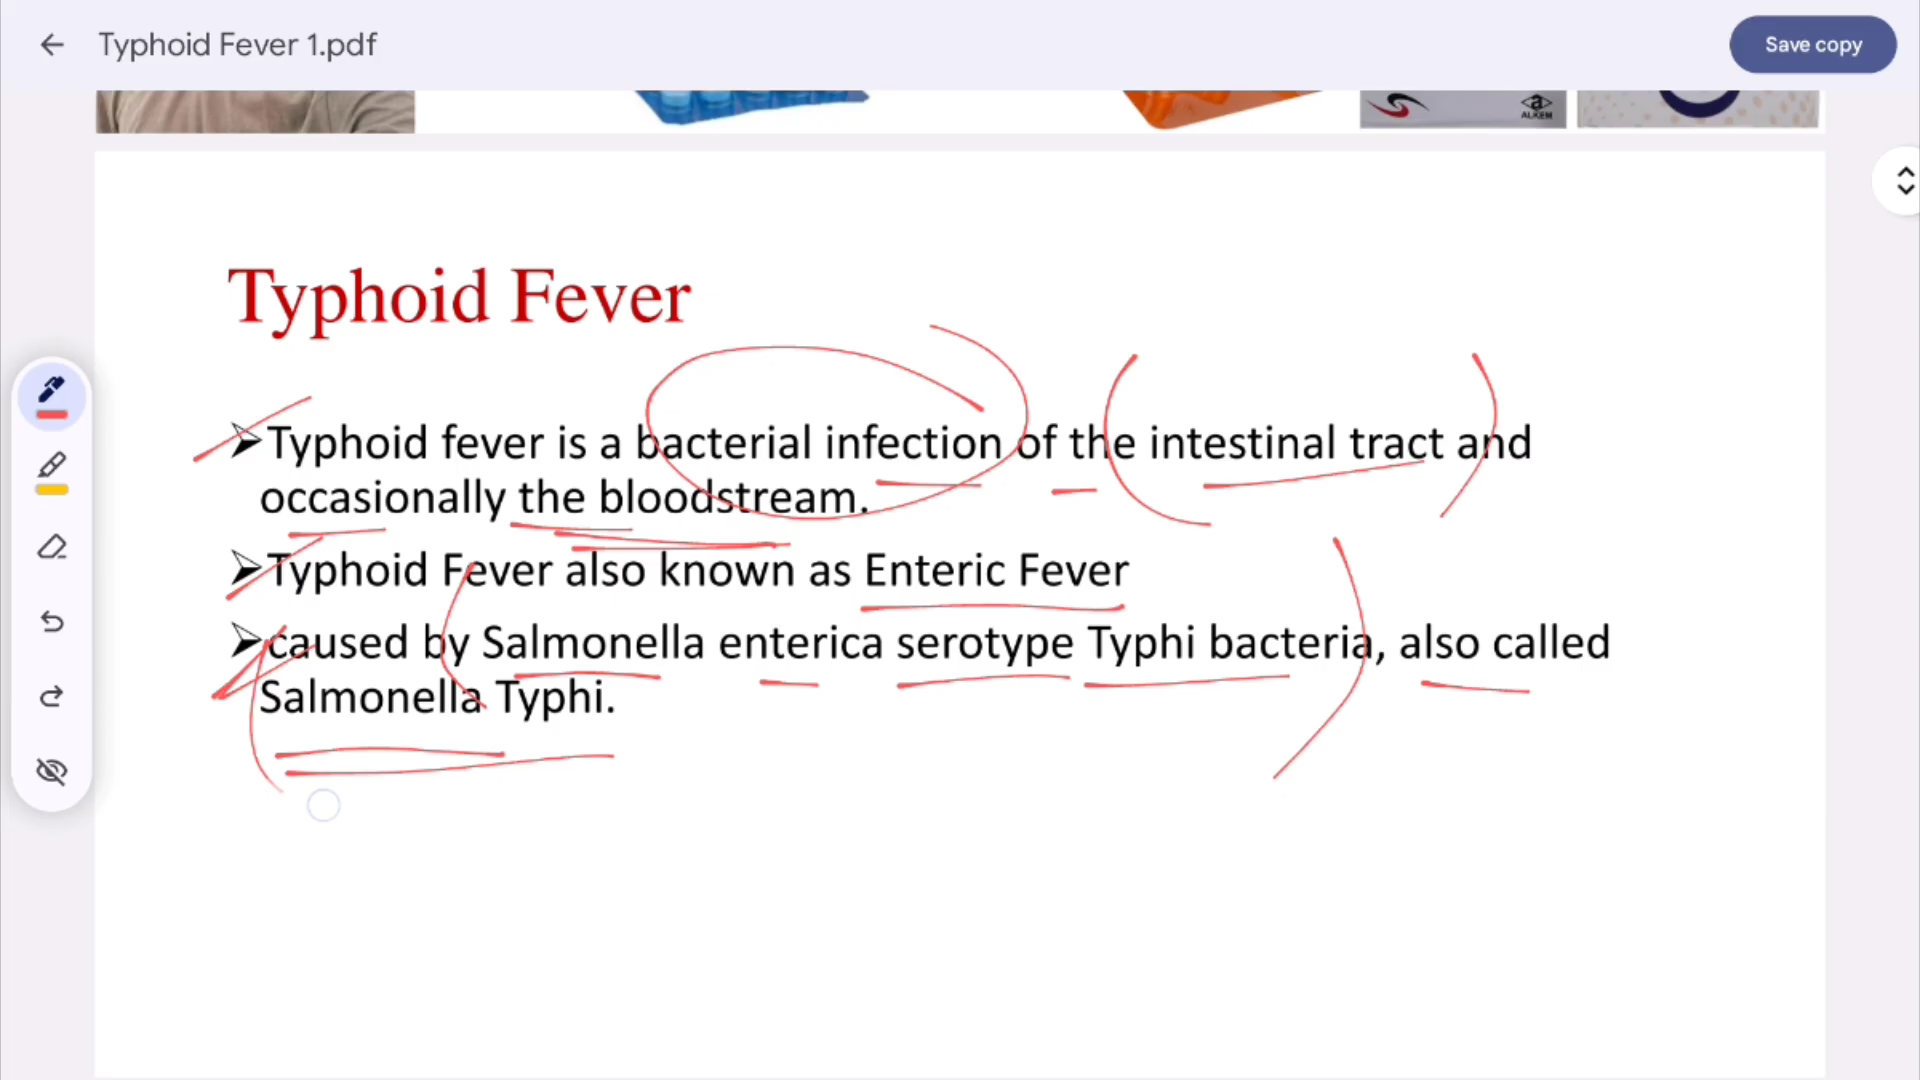 Typhoid Fever 1.pdf
Save copy
ALKEM
Typhoid Fever
➢Typhoid fever is a bacterial infection of the intestinal tract and
occasionally the bloodstream.
➢Typhoid Fever also known as Enteric Fever
➢caused by Salmonella enterica serotype Typhi bacteria, also called
Salmonella Typhi.